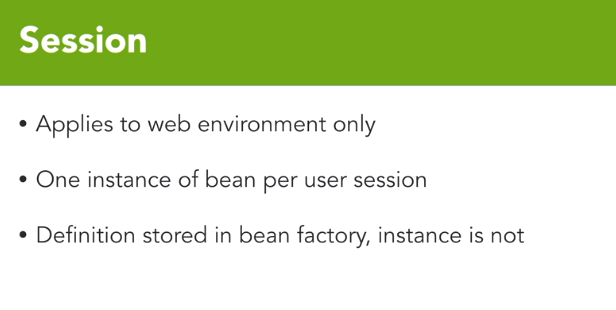 Session
• Applies to web environment only
• One instance of bean per user session
• Definition stored in bean factory, instance is not